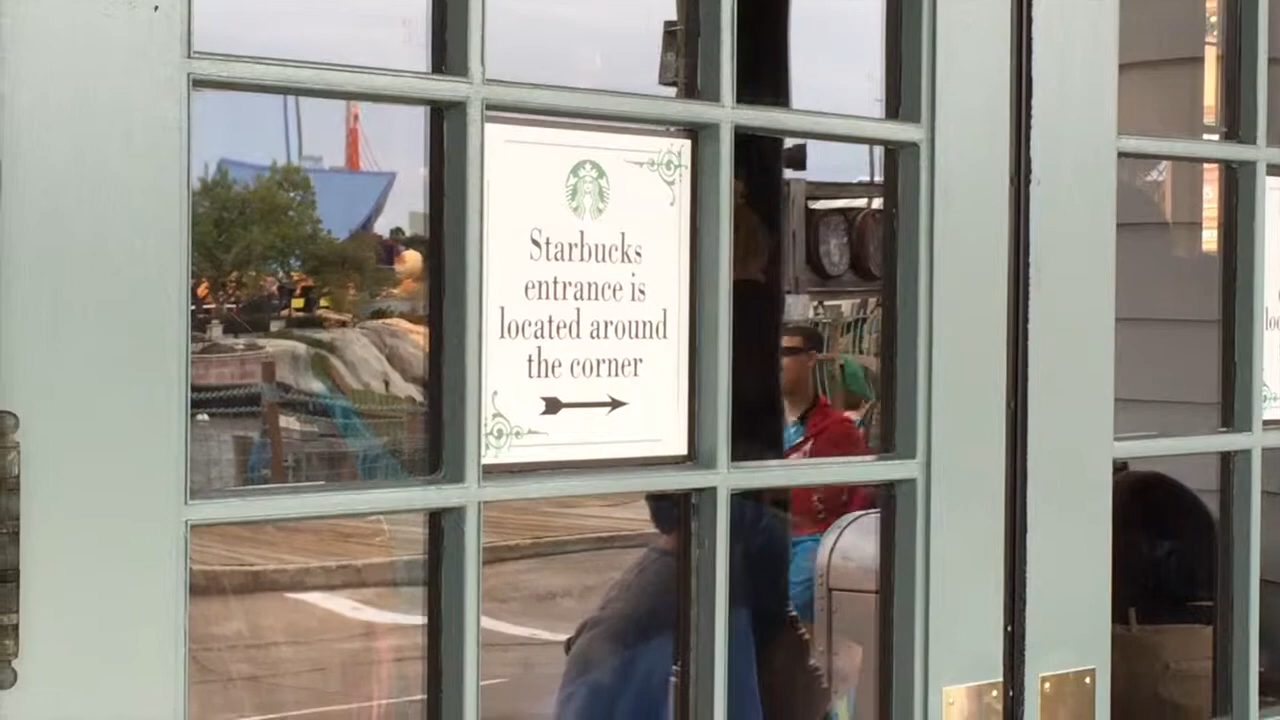 Starbucks
entrance is
located around
the corner